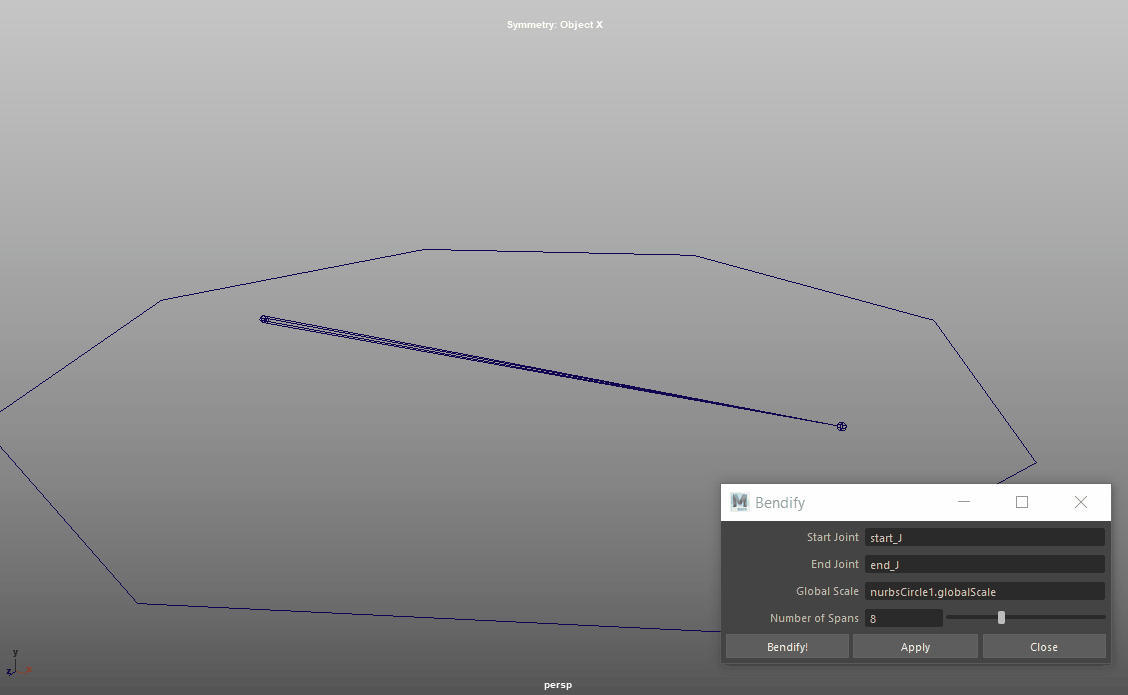 Symmetry: Object X
Bendify
Start Joint start_J
End Joint end_J
Global Scale nurbsCircle1.globalScale
Number of Spans 8
Bendify! Apply Close
y
z x
persp